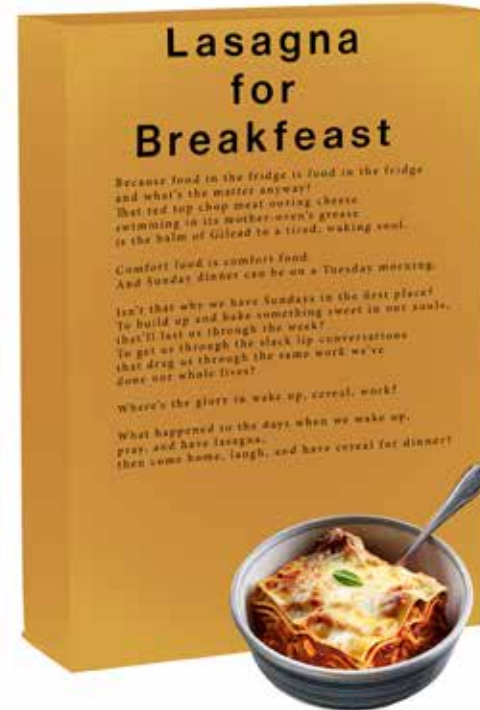 Lasagna
for
Breakfeast
Because food in the fridge is food in the fridge
and what's the matter anyway?
That red top chop meat oozing cheese
swimming in its mother-oven's grease
is the balm of Gilead to a tired, waking soul.
Comfort food is comfort food.
And Sunday dinner can be on a Tuesday morning.
Isn't that why we have Sundays in the first place?
To build up and bake something sweet in our souls,
that'll last us through the week?
To get us through the slack lip conversations
that drag us through the same work we've
done our whole lives?
Where's the glory in wake up, cereal, work?
What happened to the days when we wake up,
pray, and have lasagna,
then come home, laugh, and have cereal for dinner?